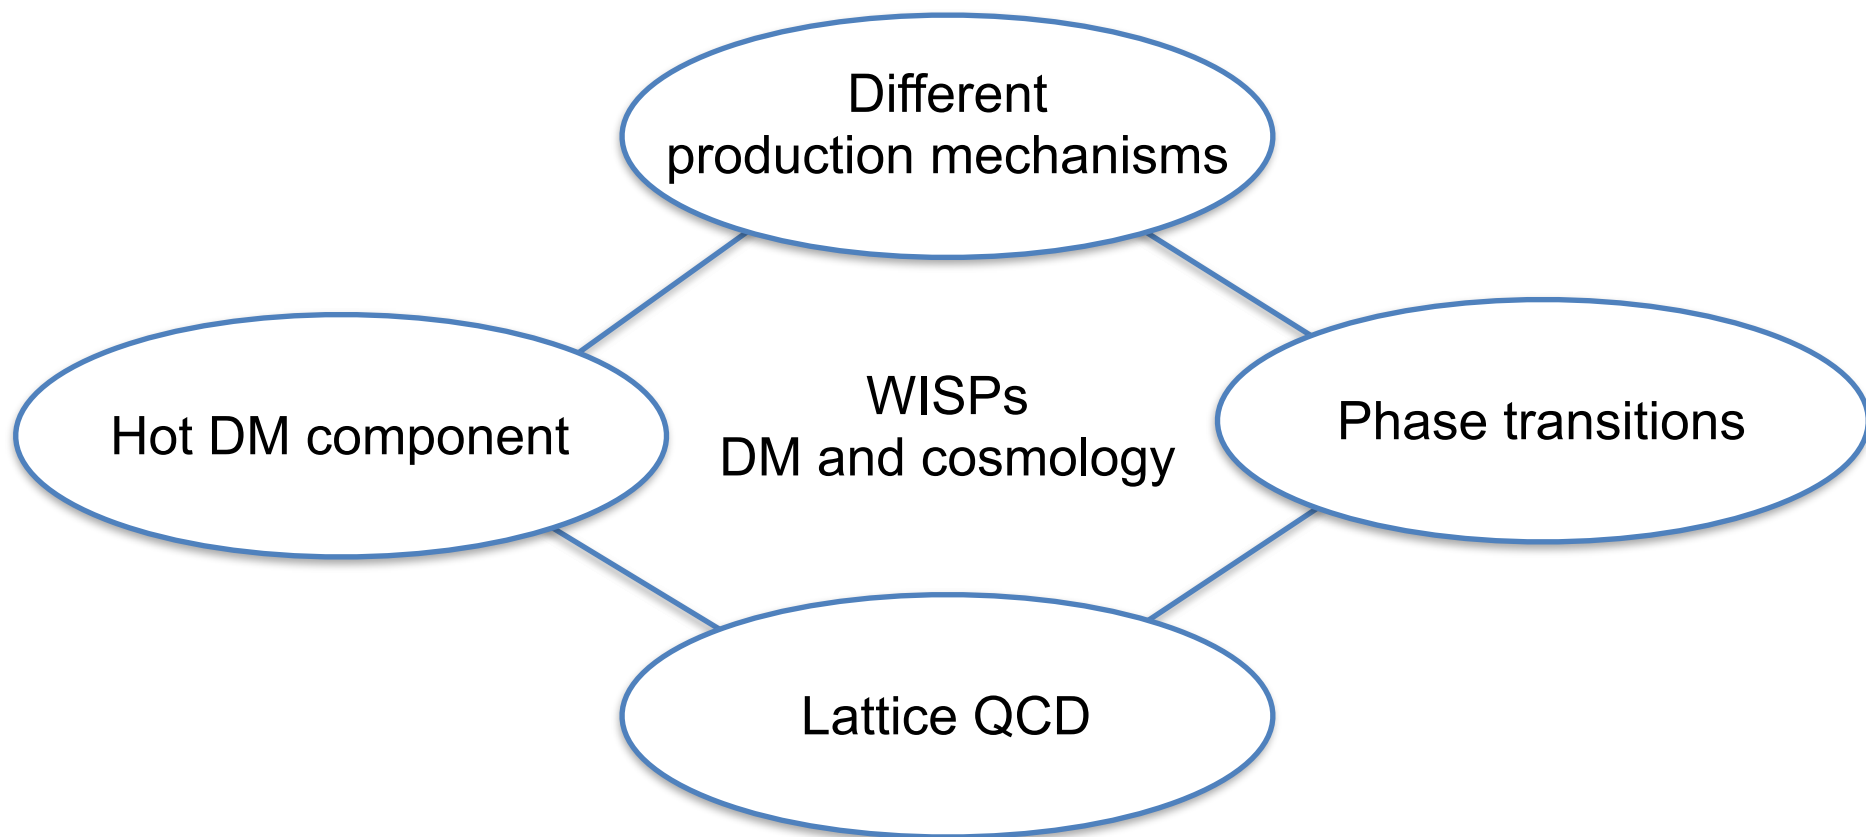 Different
production mechanisms
Hot DM component
WISPs
DM and cosmology
Phase transitions
Lattice QCD